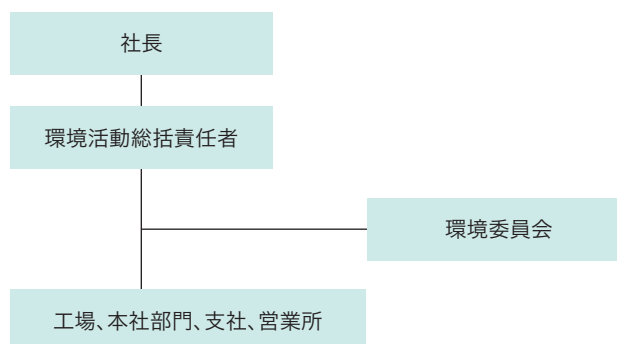 社長
環境活動総括責任者
環境委員会
工場、本社部門、支社、営業所